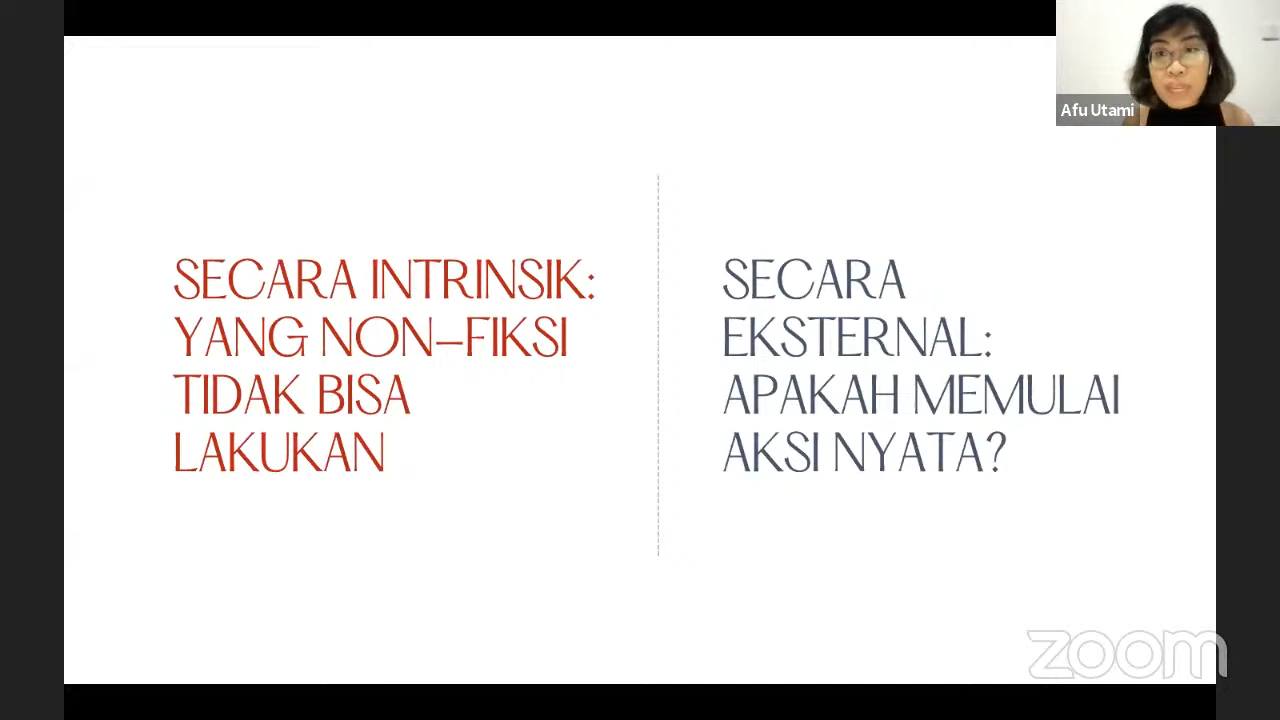 Afu Utami
SECARA INTRINSIK:
YANG NON–FIKSI
TIDAK BISA
LAKUKAN
SECARA
EKSTERNAL:
APAKAH MEMULAI
AKSI NYATA?
zoom